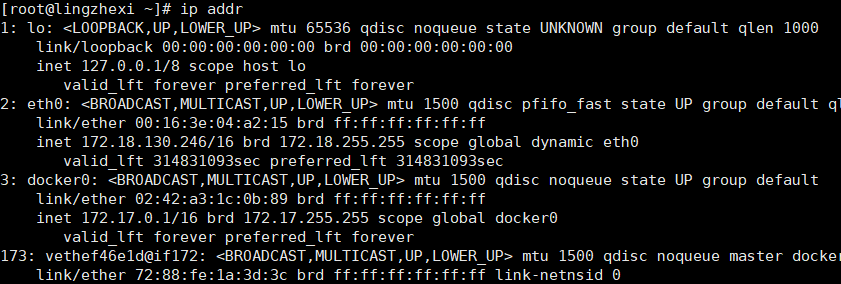 [root@lingzhexi ~]# ip addr
1: lo: <LOOPBACK,UP,LOWER_UP> mtu 65536 qdisc noqueue state UNKNOWN group default qlen 1000
    link/loopback 00:00:00:00:00:00 brd 00:00:00:00:00:00
    inet 127.0.0.1/8 scope host lo
       valid_lft forever preferred_lft forever
2: eth0: <BROADCAST,MULTICAST,UP,LOWER_UP> mtu 1500 qdisc pfifo_fast state UP group default ql
    link/ether 00:16:3e:04:a2:15 brd ff:ff:ff:ff:ff:ff
    inet 172.18.130.246/16 brd 172.18.255.255 scope global dynamic eth0
       valid_lft 314831093sec preferred_lft 314831093sec
3: docker0: <BROADCAST,MULTICAST,UP,LOWER_UP> mtu 1500 qdisc noqueue state UP group default
    link/ether 02:42:a3:1c:0b:89 brd ff:ff:ff:ff:ff:ff
    inet 172.17.0.1/16 brd 172.17.255.255 scope global docker0
       valid_lft forever preferred_lft forever
173: vethef46e1d@if172: <BROADCAST,MULTICAST,UP,LOWER_UP> mtu 1500 qdisc noqueue master docker
    link/ether 72:88:fe:1a:3d:3c brd ff:ff:ff:ff:ff:ff link-netnsid 0